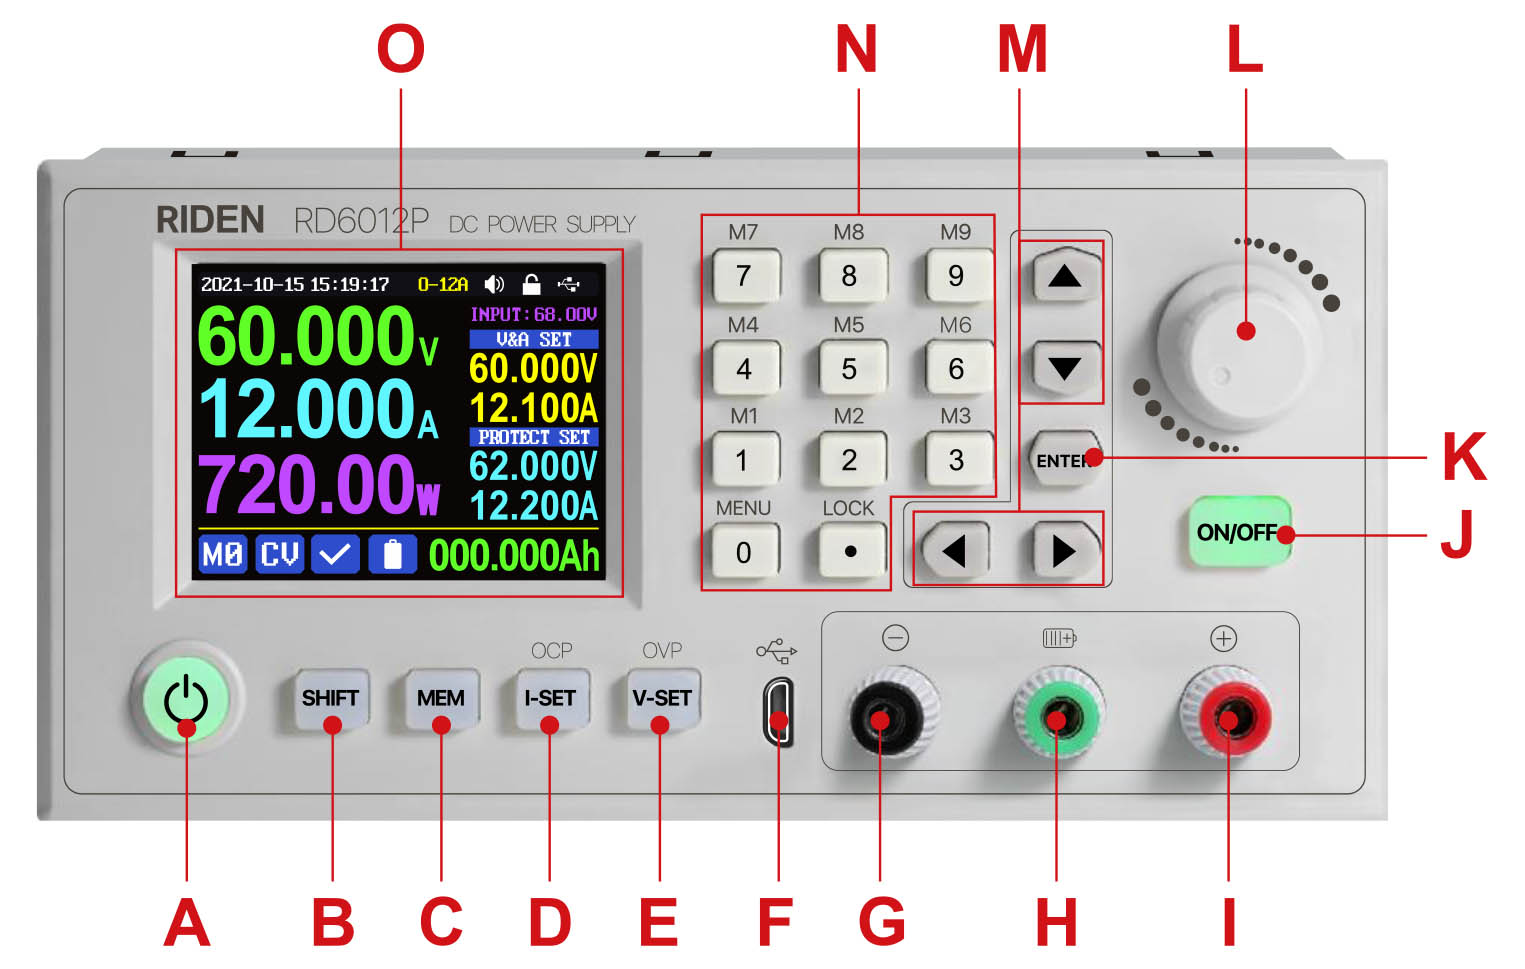 O N M L
RIDEN RD6012P DC POWER SUPPLY
2021-10-15 15:19:17 0-12A
60.000V
12.000A
720.00W
INPUT:68.00V
V&A SET
60.000V
12.100A
PROTECT SET
62.000V
12.200A
M0 CV 000.000Ah
M7 M8 M9
7 8 9
M4 M5 M6
4 5 6
M1 M2 M3
1 2 3
MENU LOCK
0 •
ENTER
K
ON/OFF
J
OCP OVP
SHIFT MEM I-SET V-SET
A B C D E F G H I